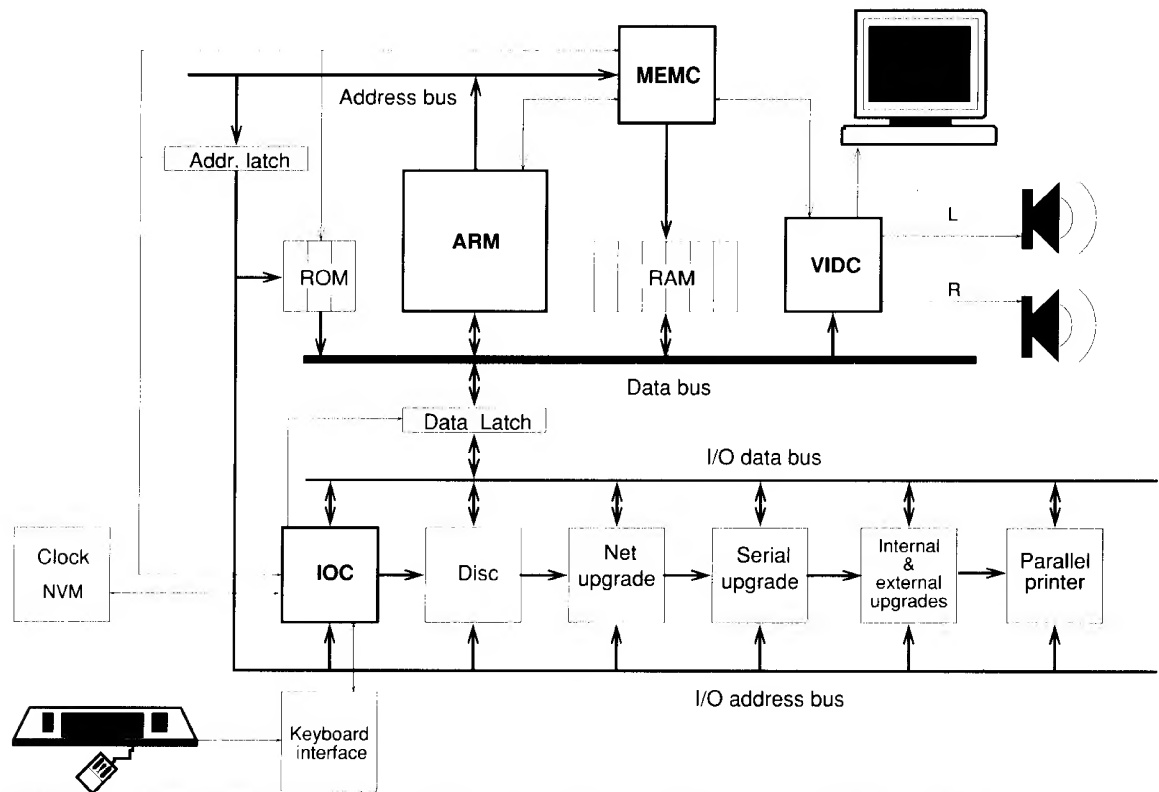 MEMC
Address bus
Addr. latch
ARM
ROM
RAM
VIDC
L
R
Data bus
Data Latch
I/O data bus
Clock
NVM
IOC
Disc
Net
upgrade
Serial
upgrade
Internal
&
external
upgrades
Parallel
printer
I/O address bus
Keyboard
interface